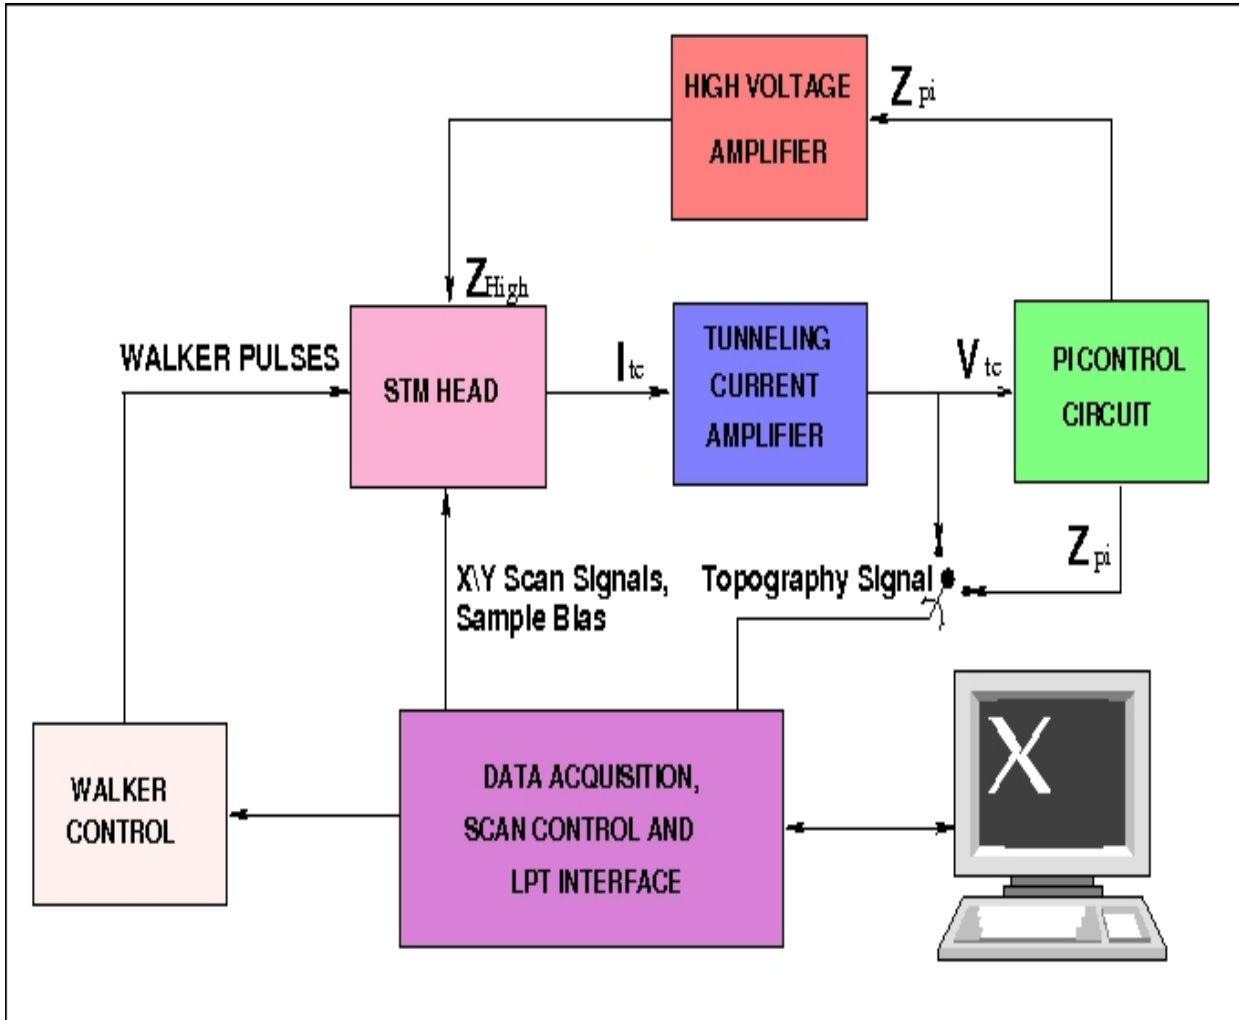 HIGH VOLTAGE
AMPLIFIER
Z pi
Z High
WALKER PULSES
STM HEAD
I tc
TUNNELING
CURRENT
AMPLIFIER
V tc
PI CONTROL
CIRCUIT
Z pi
X\Y Scan Signals,
Sample Bias
Topography Signal
WALKER
CONTROL
DATA ACQUISITION,
SCAN CONTROL AND
LPT INTERFACE
X